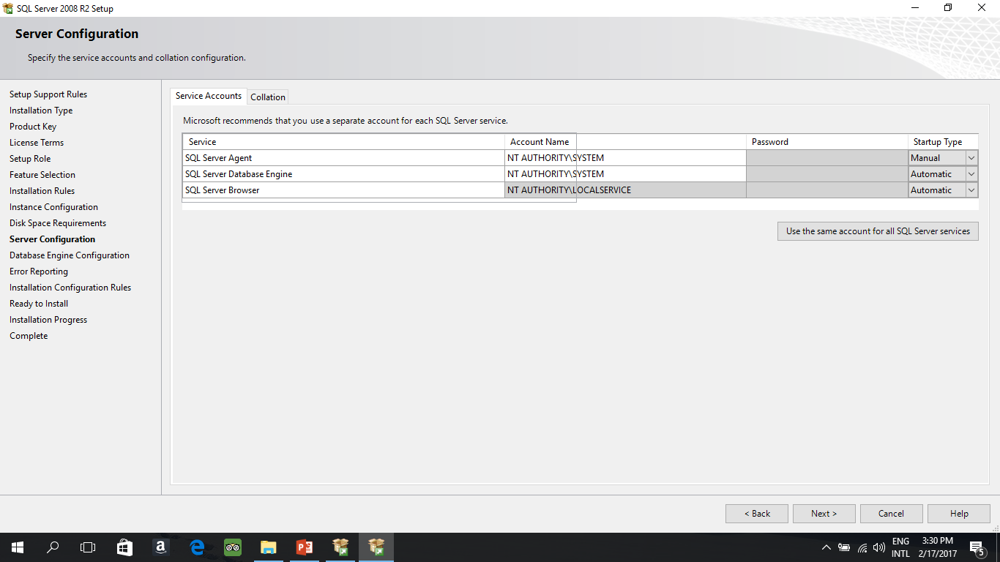 SQL Server 2008 R2 Setup
Server Configuration
Specify the service accounts and collation configuration.
Setup Support Rules
Installation Type
Product Key
License Terms
Setup Role
Feature Selection
Installation Rules
Instance Configuration
Disk Space Requirements
Server Configuration
Database Engine Configuration
Error Reporting
Installation Configuration Rules
Ready to Install
Installation Progress
Complete
Service Accounts Collation
Microsoft recommends that you use a separate account for each SQL Server service.
Service Account Name Password Startup Type
SQL Server Agent NT AUTHORITY\SYSTEM Manual
SQL Server Database Engine NT AUTHORITY\SYSTEM Automatic
SQL Server Browser NT AUTHORITY\LOCALSERVICE Automatic
Use the same account for all SQL Server services
< Back Next > Cancel Help
ENG 3:30 PM
INTL 2/17/2017 5